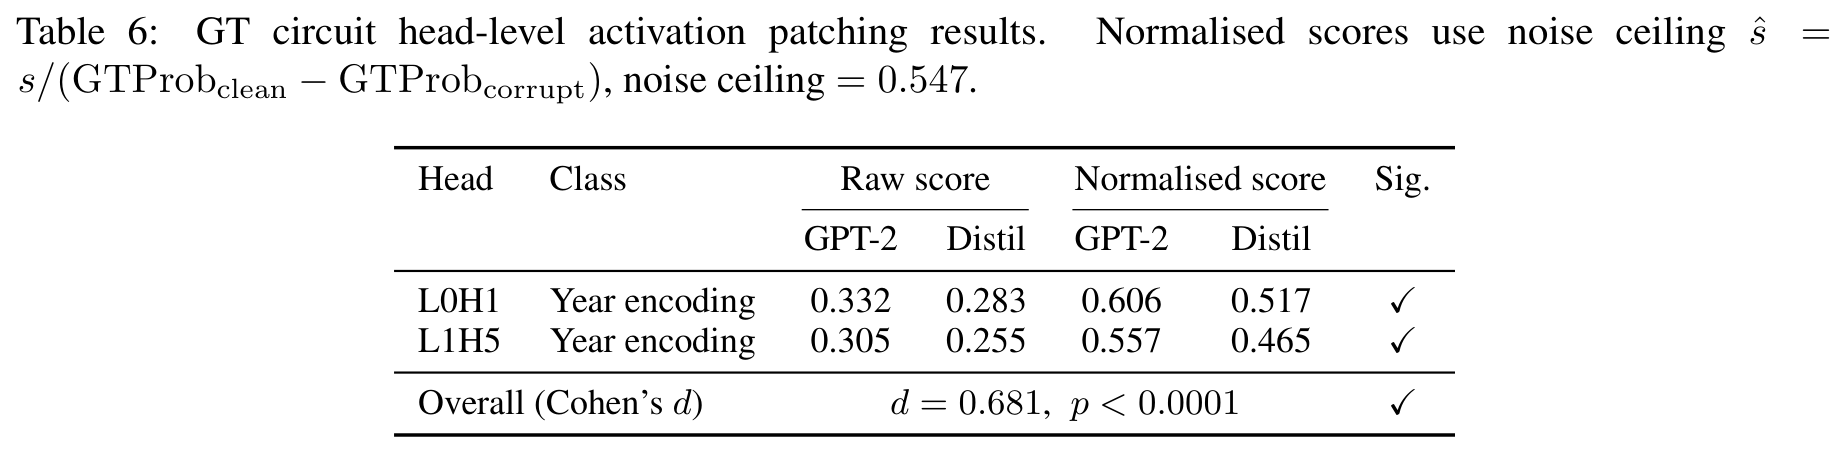 Table 6: GT circuit head-level activation patching results. Normalised scores use noise ceiling ŝ =
s/(GTProb_clean − GTProb_corrupt), noise ceiling = 0.547.
Head Class Raw score Normalised score Sig.
GPT-2 Distil GPT-2 Distil
L0H1 Year encoding 0.332 0.283 0.606 0.517 ✓
L1H5 Year encoding 0.305 0.255 0.557 0.465 ✓
Overall (Cohen's d) d = 0.681, p < 0.0001 ✓